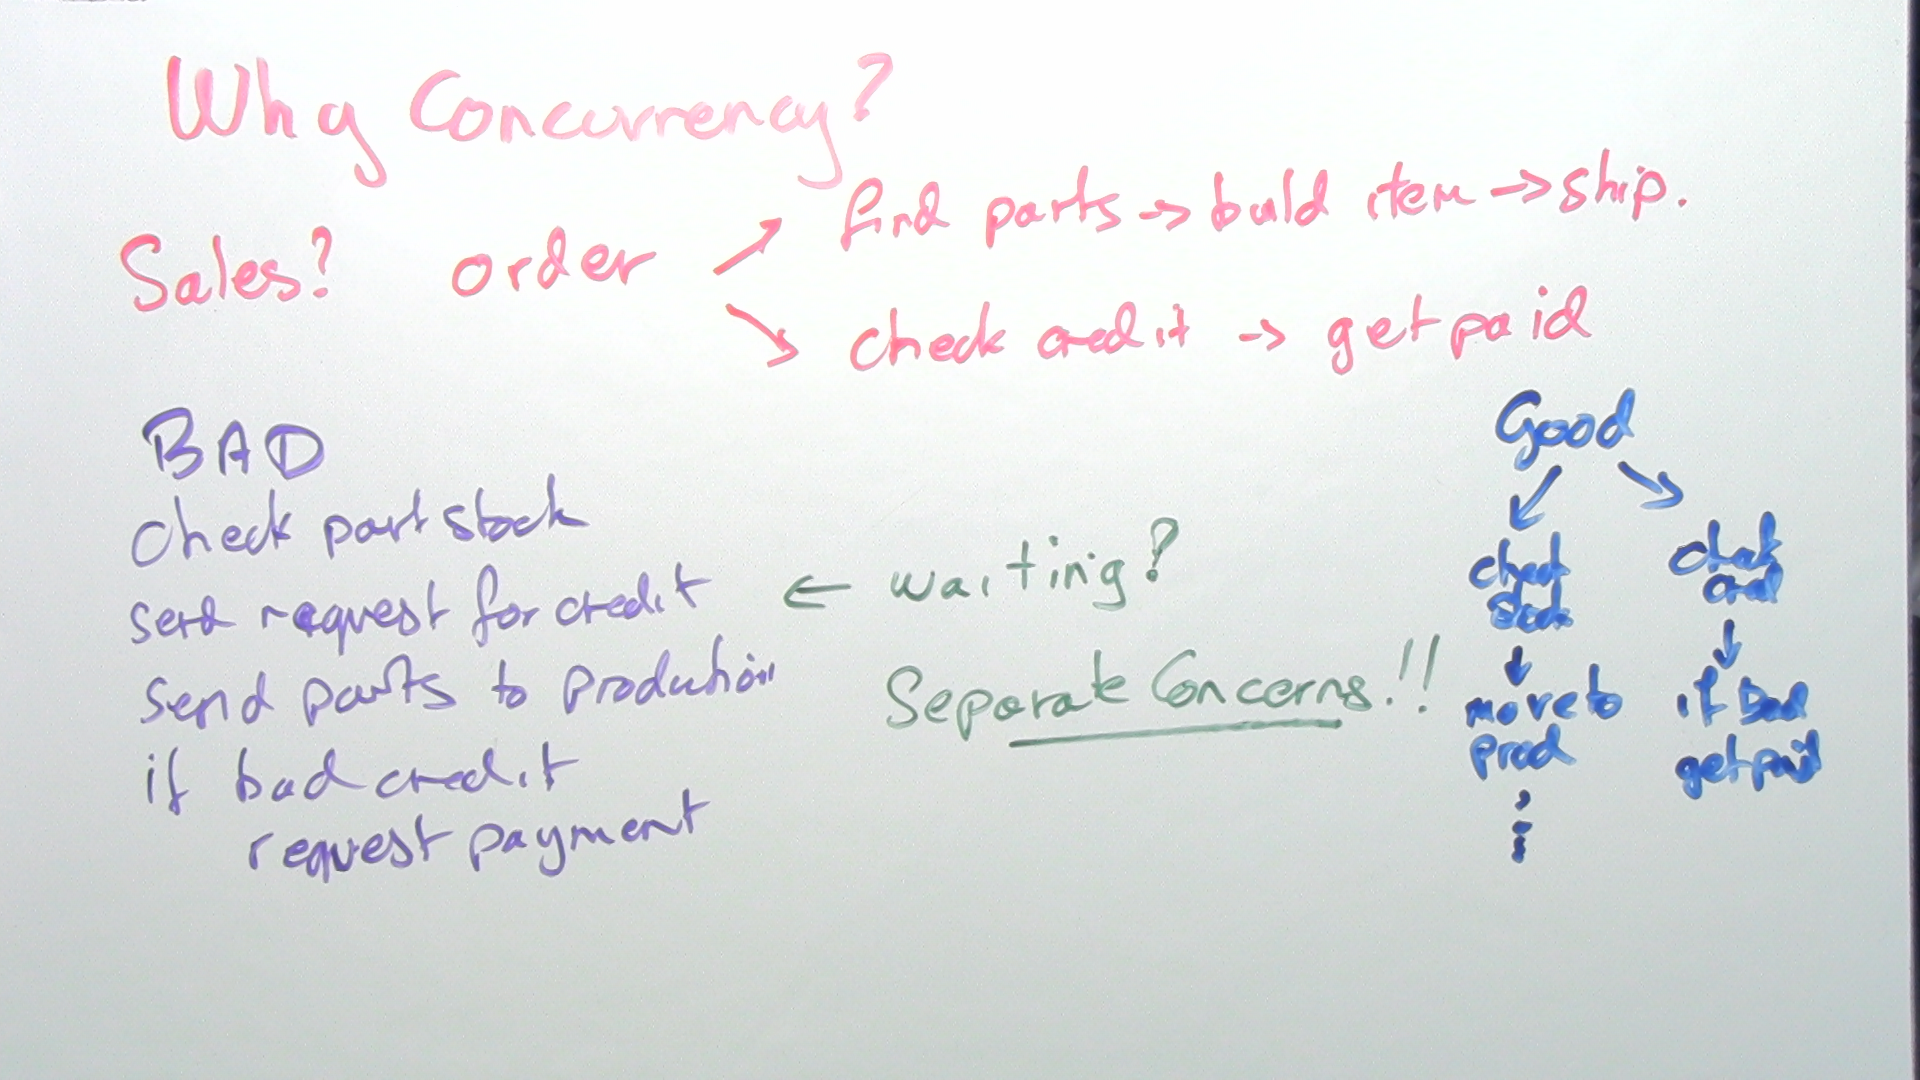 Why Concurrency?
Sales? order ↗ find parts → build item → ship.
↘ check credit → get paid
BAD
Check part stock
send request for credit ← waiting?
Send parts to production
if bad credit
request payment
Separate Concerns!!
Good
↙ ↘
check
stock
↓
move to
prod
check
cred
↓
if bad
get paid